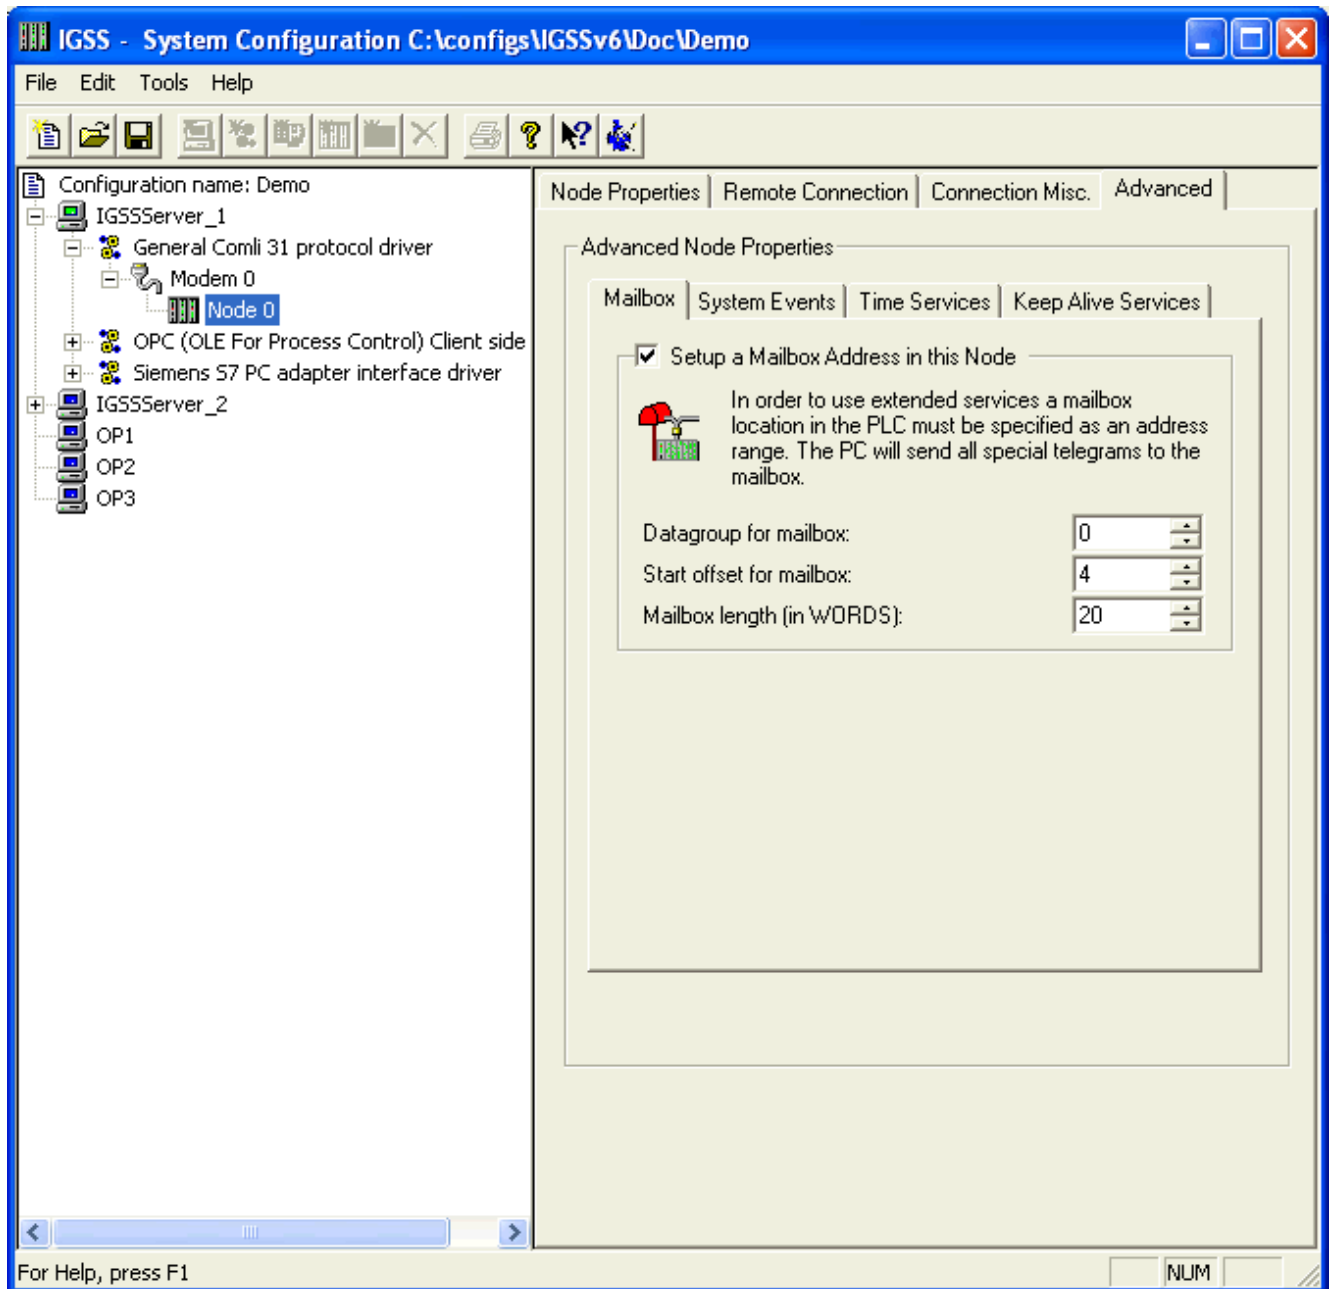 IGSS - System Configuration C:\configs\IGSSv6\Doc\Demo
File Edit Tools Help
Configuration name: Demo
IGSSServer_1
General Comli 31 protocol driver
Modem 0
Node 0
OPC (OLE For Process Control) Client side
Siemens S7 PC adapter interface driver
IGSSServer_2
OP1
OP2
OP3
Node Properties Remote Connection Connection Misc. Advanced
Advanced Node Properties
Mailbox System Events Time Services Keep Alive Services
Setup a Mailbox Address in this Node
In order to use extended services a mailbox
location in the PLC must be specified as an address
range. The PC will send all special telegrams to the
mailbox.
Datagroup for mailbox: 0
Start offset for mailbox: 4
Mailbox length (in WORDS): 20
For Help, press F1 NUM